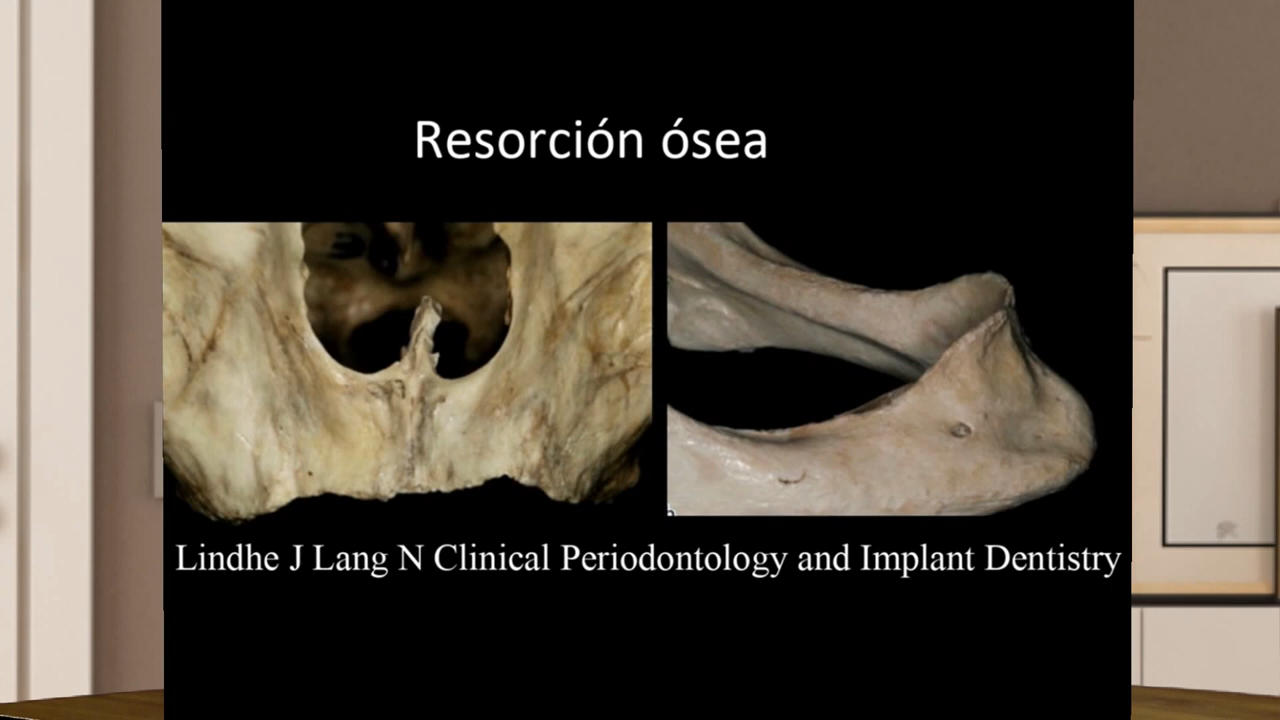 Resorción ósea
Lindhe J Lang N Clinical Periodontology and Implant Dentistry